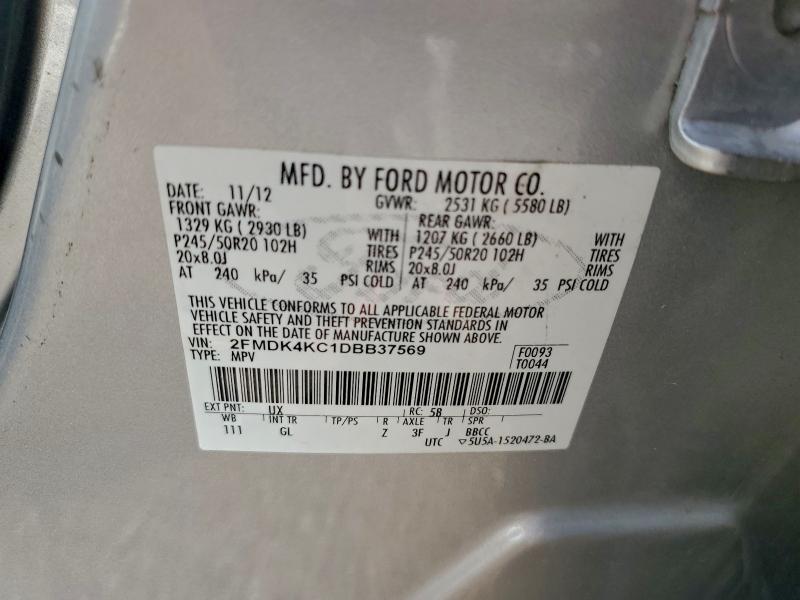 MFD. BY FORD MOTOR CO.
DATE: 11/12 GVWR: 2531 KG ( 5580 LB)
FRONT GAWR: REAR GAWR:
1329 KG ( 2930 LB) WITH 1207 KG ( 2660 LB) WITH
P245/50R20 102H TIRES P245/50R20 102H TIRES
20x8.0J RIMS 20x8.0J RIMS
AT 240 kPa/ 35 PSI COLD AT 240 kPa/ 35 PSI COLD
THIS VEHICLE CONFORMS TO ALL APPLICABLE FEDERAL MOTOR
VEHICLE SAFETY AND THEFT PREVENTION STANDARDS IN
EFFECT ON THE DATE OF MANUFACTURE SHOWN ABOVE.
VIN: 2FMDK4KC1DBB37569 F0093
TYPE: MPV T0044
EXT PNT: UX RC: 58 DSO:
WB INT TR TP/PS R AXLE TR SPR
111 GL Z 3F J BBCC
UTC ▽5U5A-1520472-BA